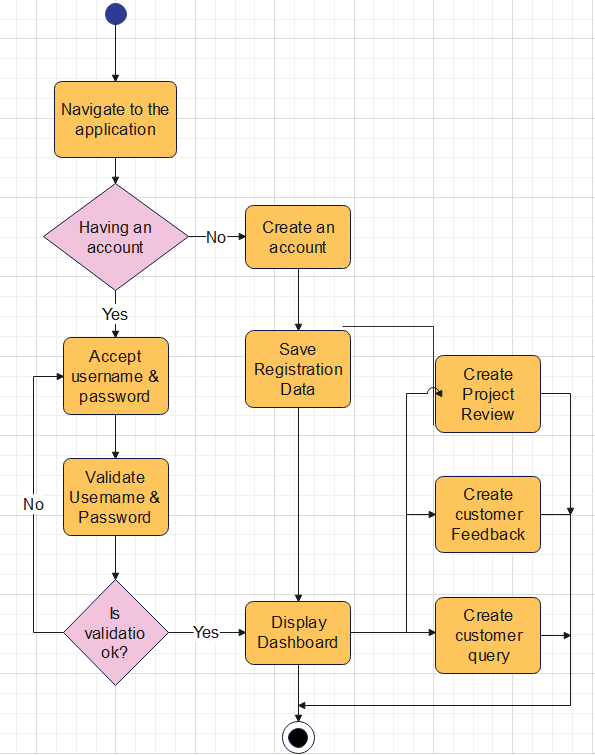 Navigate to the
application
Having an
account
No
Create an
account
Yes
Accept
username &
password
Save
Registration
Data
Create
Project
Review
Validate
Username &
Password
No
Create
customer
Feedback
Is
validatio
ok?
Yes
Display
Dashboard
Create
customer
query